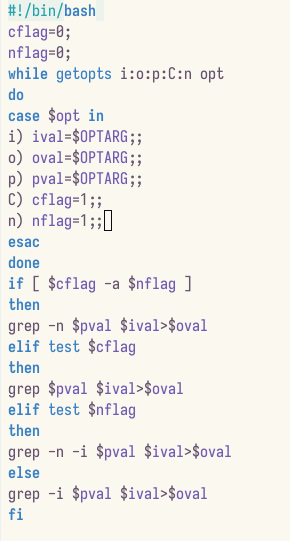 #!/bin/bash
cflag=0;
nflag=0;
while getopts i:o:p:C:n opt
do
case $opt in
i) ival=$OPTARG;;
o) oval=$OPTARG;;
p) pval=$OPTARG;;
C) cflag=1;;
n) nflag=1;;
esac
done
if [ $cflag -a $nflag ]
then
grep -n $pval $ival>$oval
elif test $cflag
then
grep $pval $ival>$oval
elif test $nflag
then
grep -n -i $pval $ival>$oval
else
grep -i $pval $ival>$oval
fi